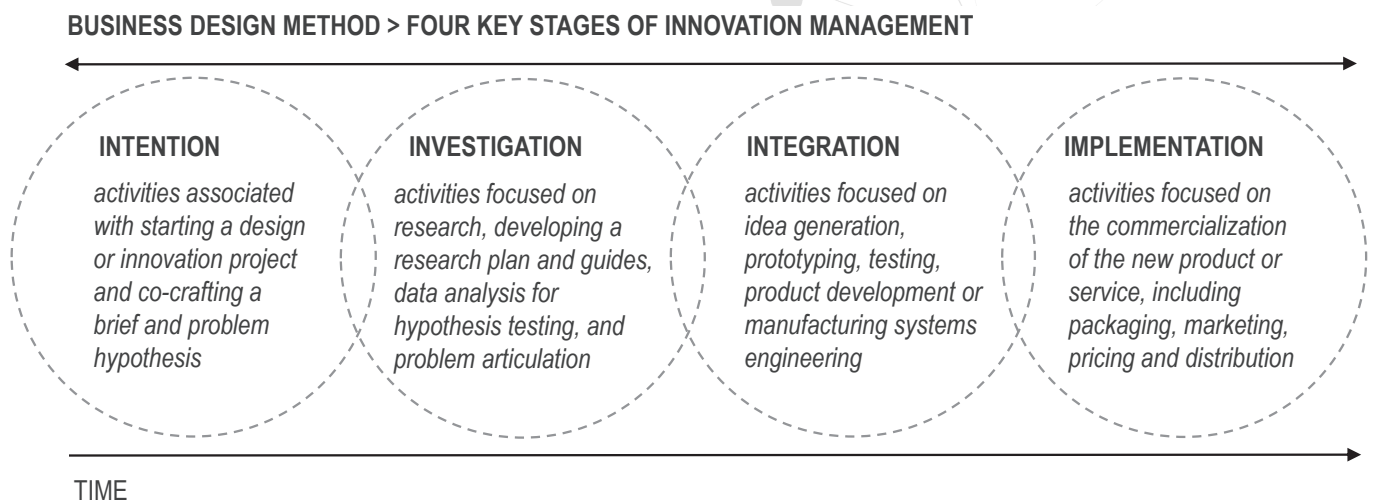 BUSINESS DESIGN METHOD > FOUR KEY STAGES OF INNOVATION MANAGEMENT
INTENTION
activities associated
with starting a design
or innovation project
and co-crafting a
brief and problem
hypothesis
INVESTIGATION
activities focused on
research, developing a
research plan and guides,
data analysis for
hypothesis testing, and
problem articulation
INTEGRATION
activities focused on
idea generation,
prototyping, testing,
product development or
manufacturing systems
engineering
IMPLEMENTATION
activities focused on
the commercialization
of the new product or
service, including
packaging, marketing,
pricing and distribution
TIME